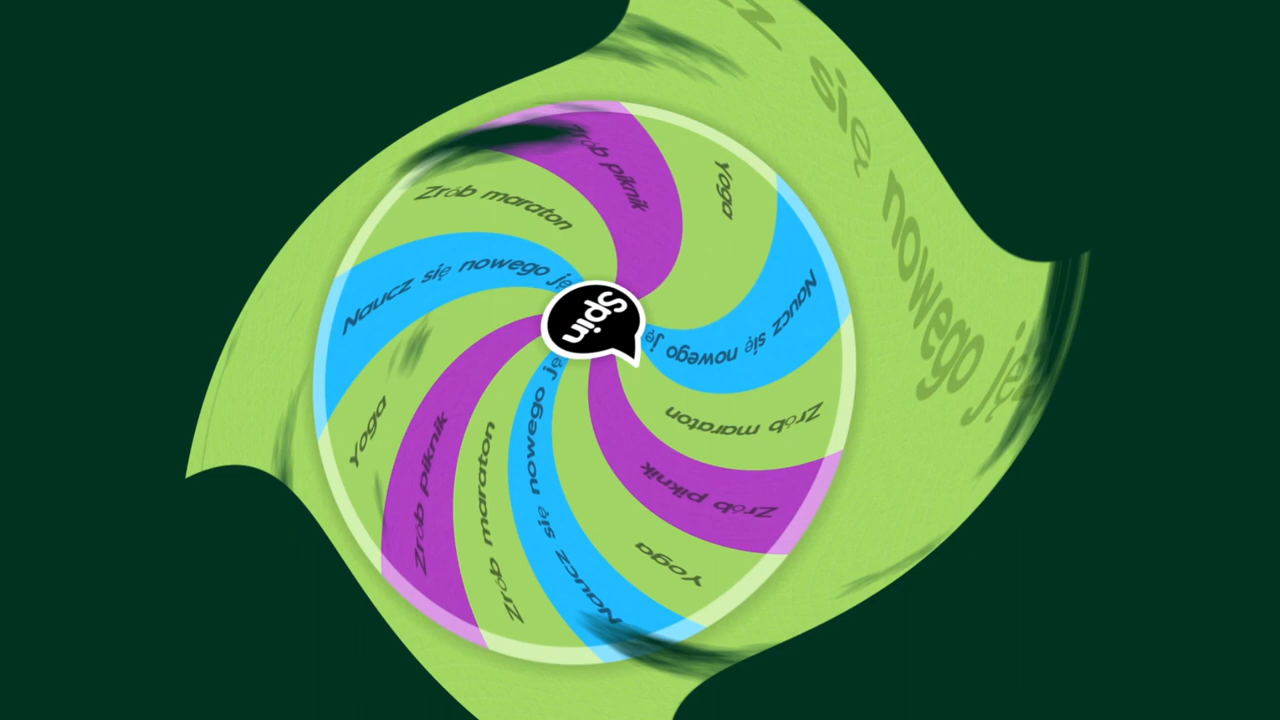 się nowego
Zrób piknik
Yoga
Naucz się nowego ję
Zrób maraton
Zrób piknik
Yoga
Naucz się nowego ję
Zrób maraton
Zrób piknik
Yoga
Naucz się nowego ję
Zrób maraton
Spin